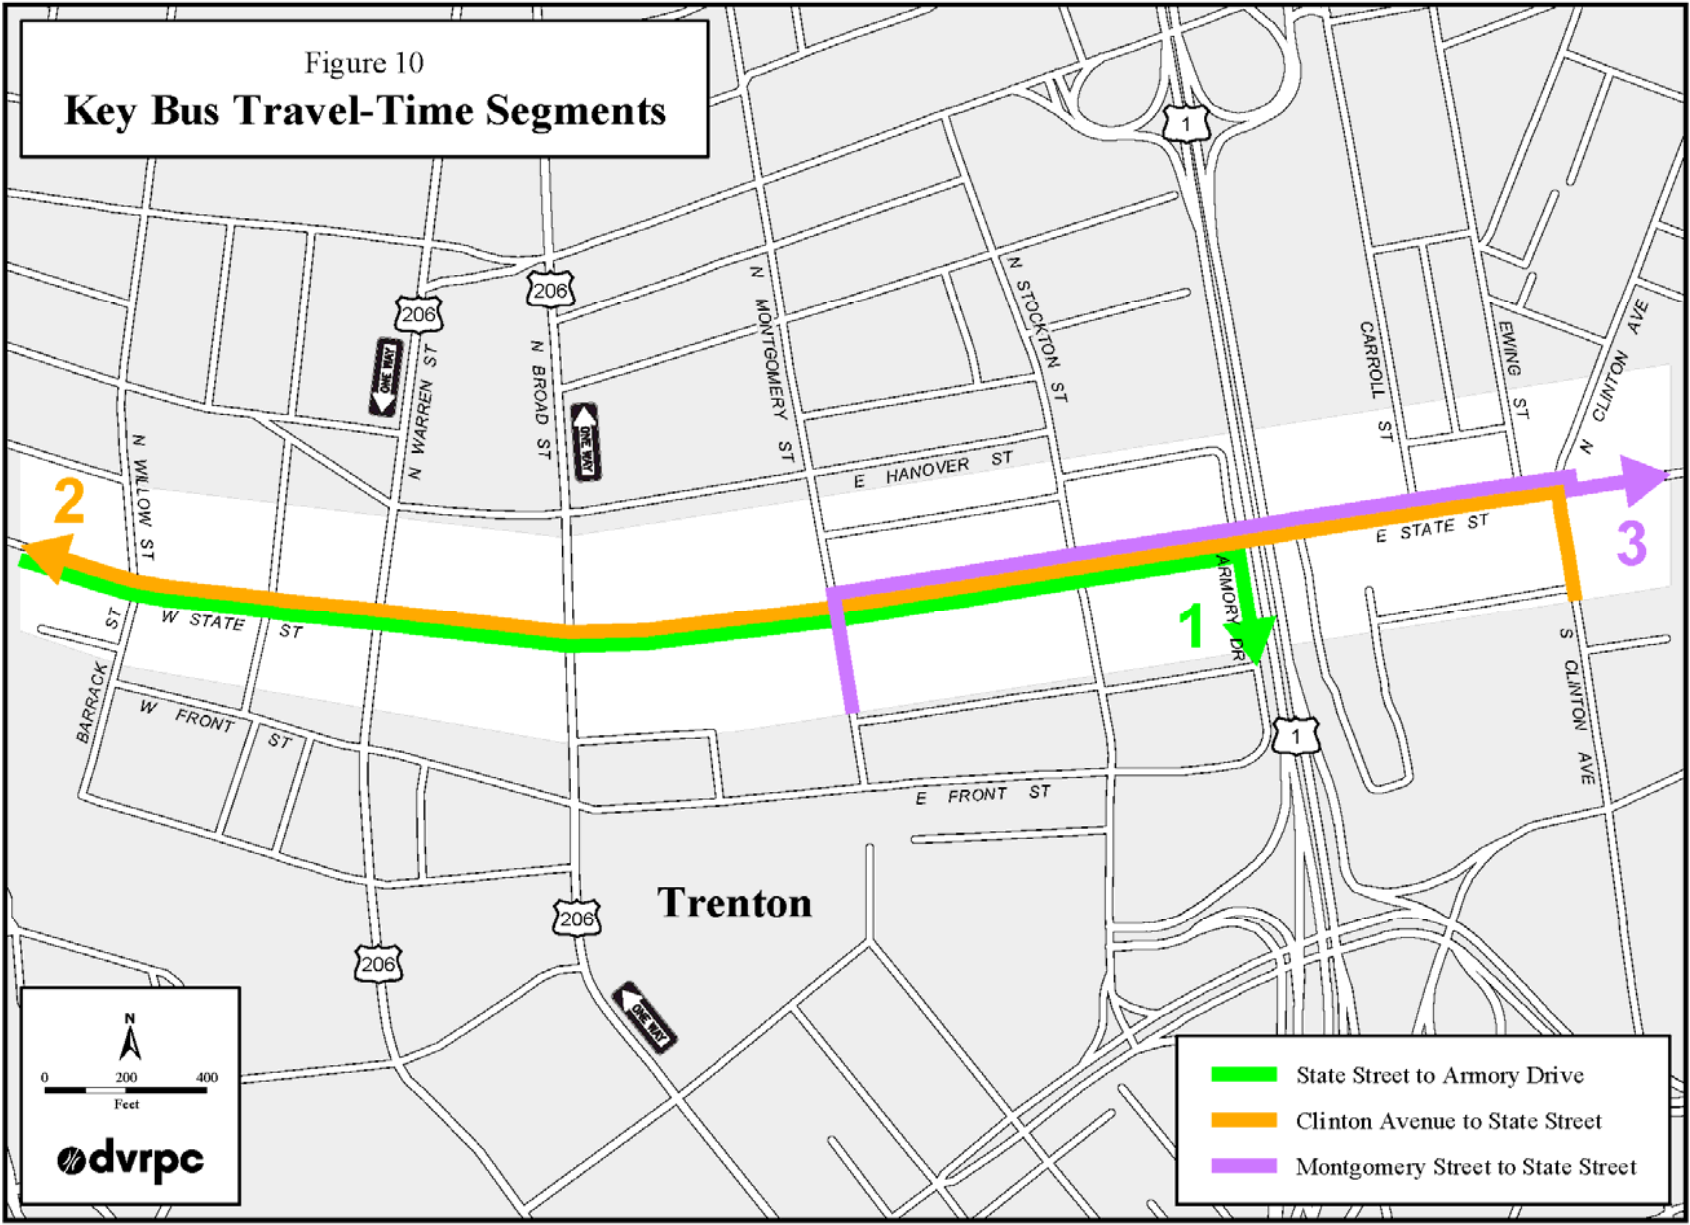 Figure 10
Key Bus Travel-Time Segments
1
206
206
ONE WAY
ONE WAY
N WARREN ST
N BROAD ST
N MONTGOMERY ST
N STOCKTON ST
CARROLL ST
EWING ST
N CLINTON AVE
N WILLOW ST
E HANOVER ST
2
3
E STATE ST
1
ARMORY DR
W STATE ST
BARRACK ST
W FRONT ST
S CLINTON AVE
1
E FRONT ST
Trenton
206
206
ONE WAY
N
0 200 400
Feet
dvrpc
State Street to Armory Drive
Clinton Avenue to State Street
Montgomery Street to State Street